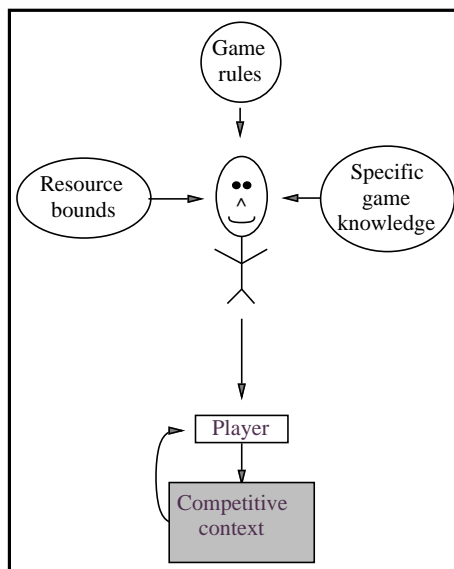 Game
rules
Resource
bounds
Specific
game
knowledge
Player
Competitive
context